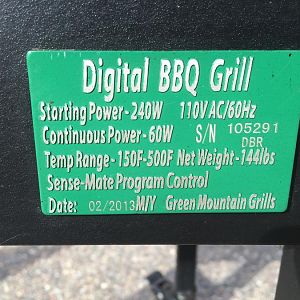 Digital BBQ Grill
Starting Power-240W 110V AC/60Hz
Continuous Power-60W S/N 105291
DBR
Temp Range-150F-500F Net Weight-144lbs
Sense-Mate Program Control
Date: 02/2013M/Y Green Mountain Grills